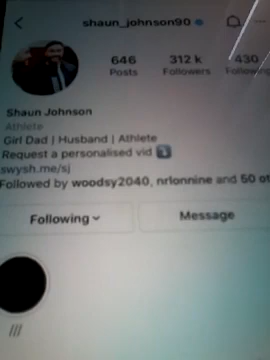 shaun_johnson90
646 312 k 430
Posts Followers Following
Shaun Johnson
Athlete
Girl Dad | Husband | Athlete
Request a personalised vid
swysh.me/sj
Followed by woodsy2040, nrlonnine and 50 ot
Following Message